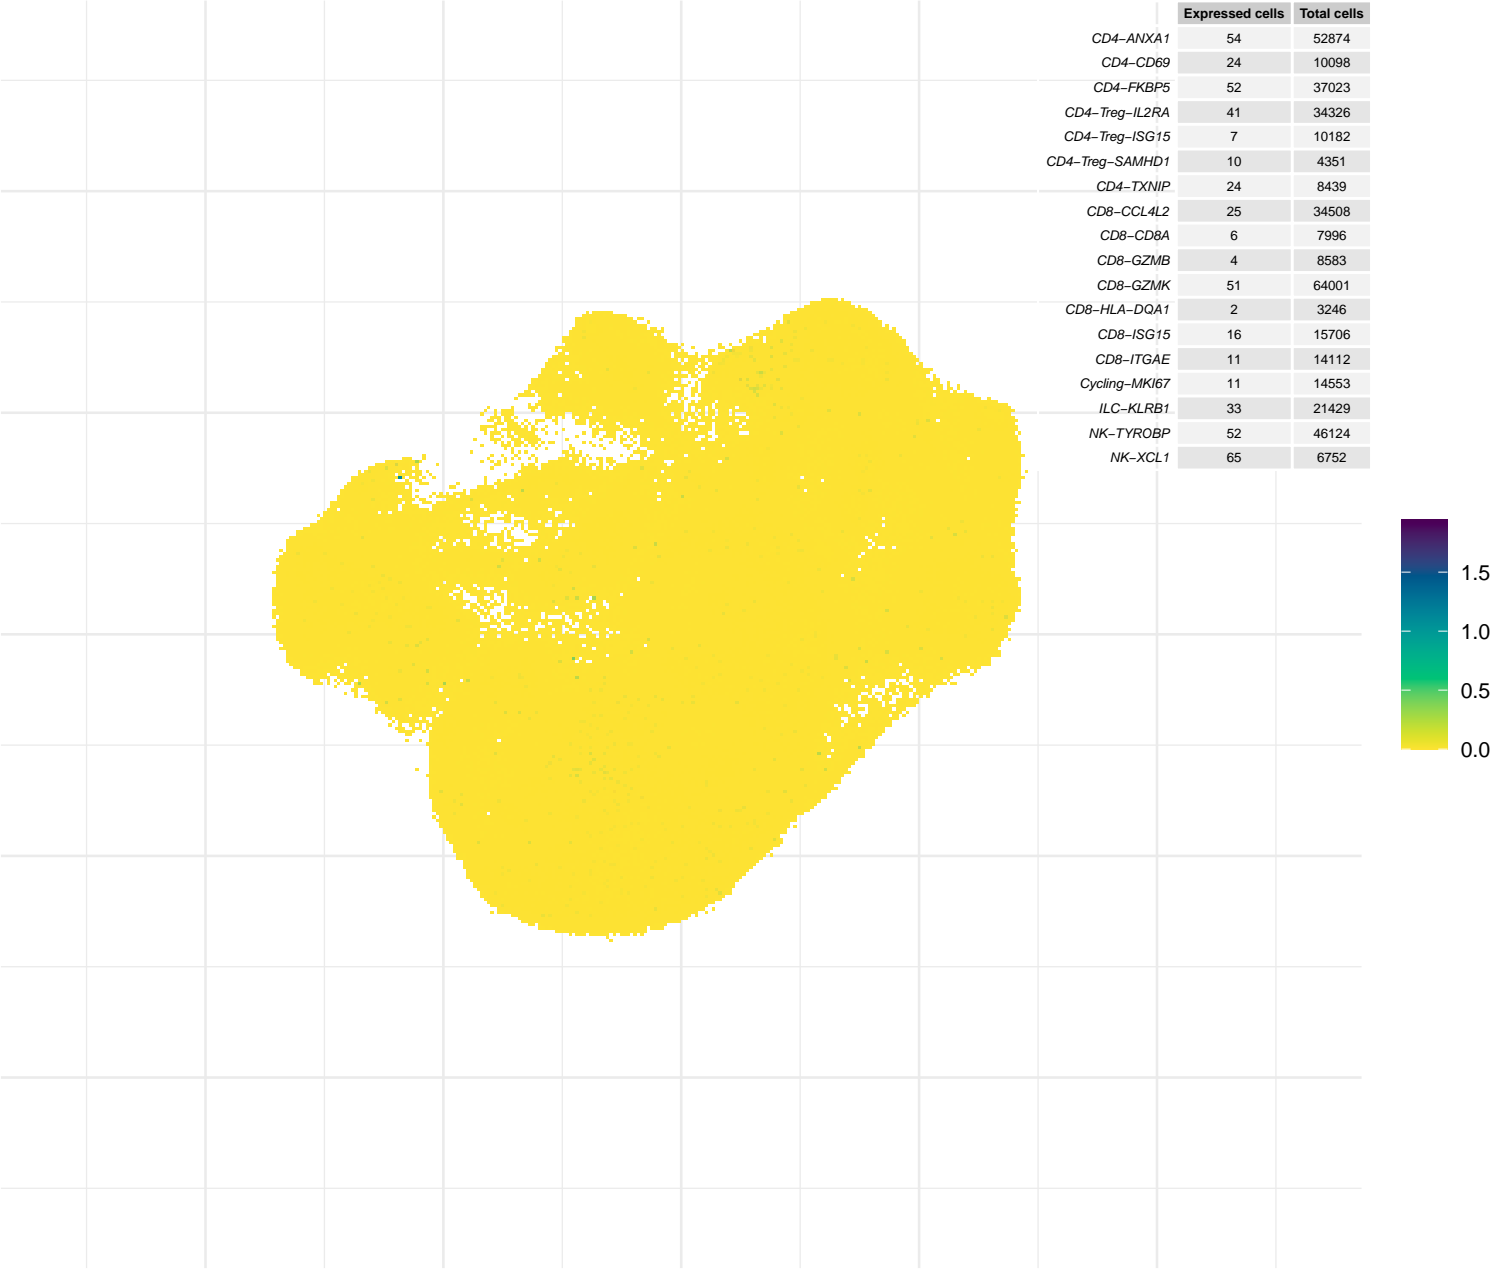 Expressed cells Total cells
CD4−ANXA1 54 52874
CD4−CD69 24 10098
CD4−FKBP5 52 37023
CD4−Treg−IL2RA 41 34326
CD4−Treg−ISG15 7 10182
CD4−Treg−SAMHD1 10 4351
CD4−TXNIP 24 8439
CD8−CCL4L2 25 34508
CD8−CD8A 6 7996
CD8−GZMB 4 8583
CD8−GZMK 51 64001
CD8−HLA−DQA1 2 3246
CD8−ISG15 16 15706
CD8−ITGAE 11 14112
Cycling−MKI67 11 14553
ILC−KLRB1 33 21429
NK−TYROBP 52 46124
NK−XCL1 65 6752
1.5
1.0
0.5
0.0